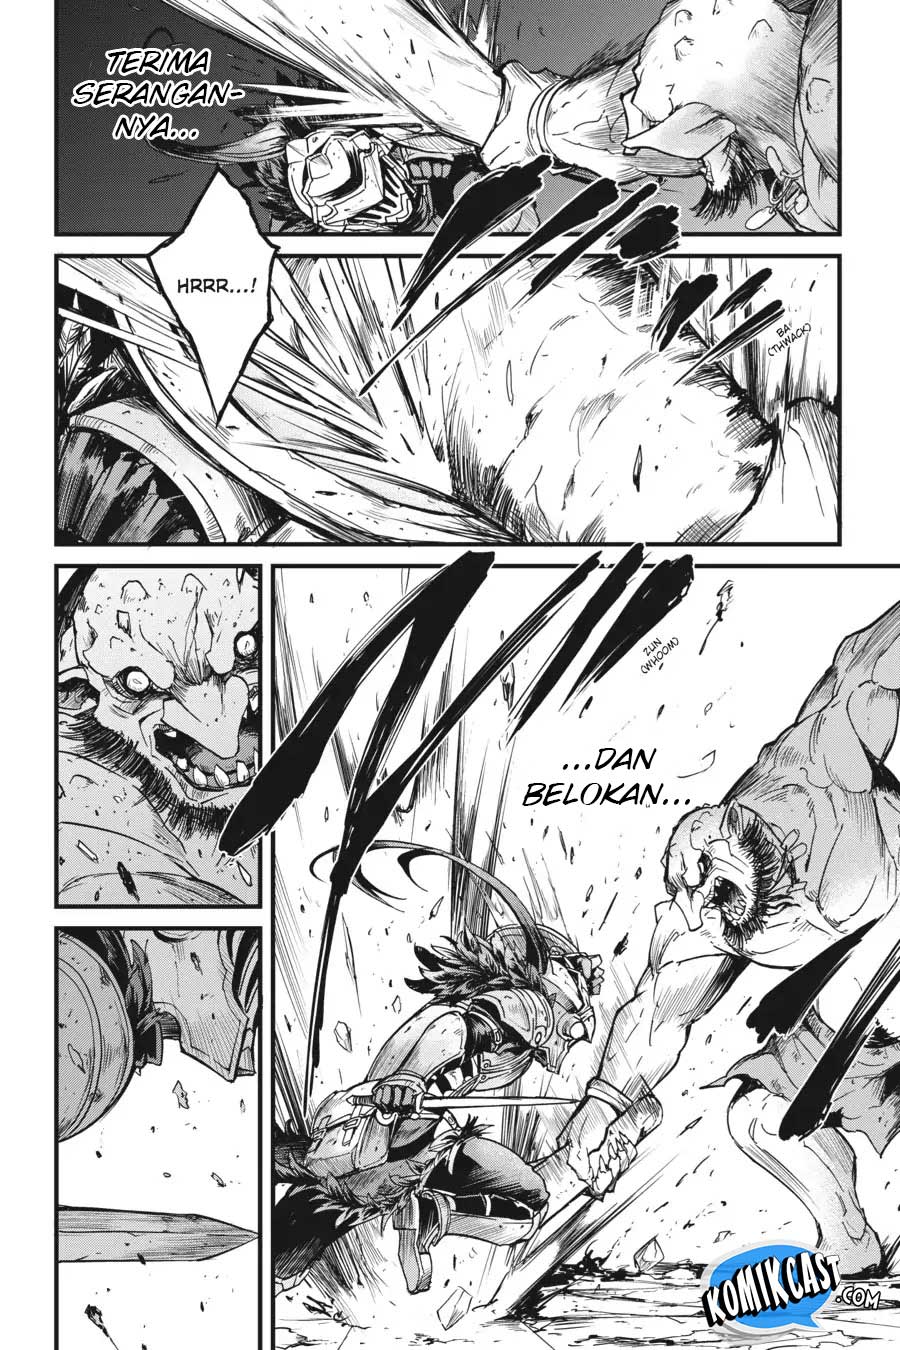 TERIMA
SERANGAN-
NYA...
HRRR...!
BA
(THWACK)
ZUN
(WHOOM)
...DAN
BELOKAN...
KOMIKCAST
.COM